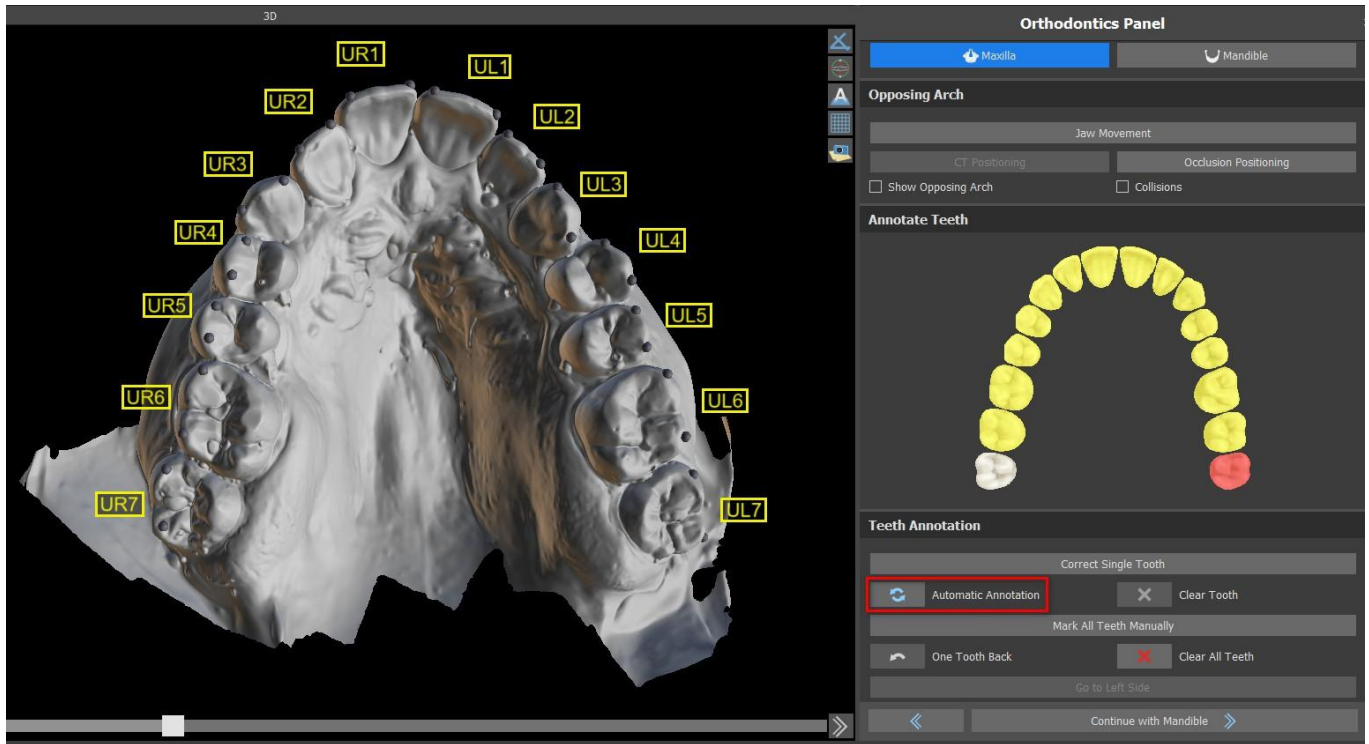 3D
UR1
UL1
UR2
UL2
UR3
UL3
UR4
UL4
UR5
UL5
UR6
UL6
UR7
UL7
A
Orthodontics Panel
Maxilla
Mandible
Opposing Arch
Jaw Movement
CT Positioning
Occlusion Positioning
Show Opposing Arch
Collisions
Annotate Teeth
Teeth Annotation
Correct Single Tooth
Automatic Annotation
Clear Tooth
Mark All Teeth Manually
One Tooth Back
Clear All Teeth
Go to Left Side
Continue with Mandible